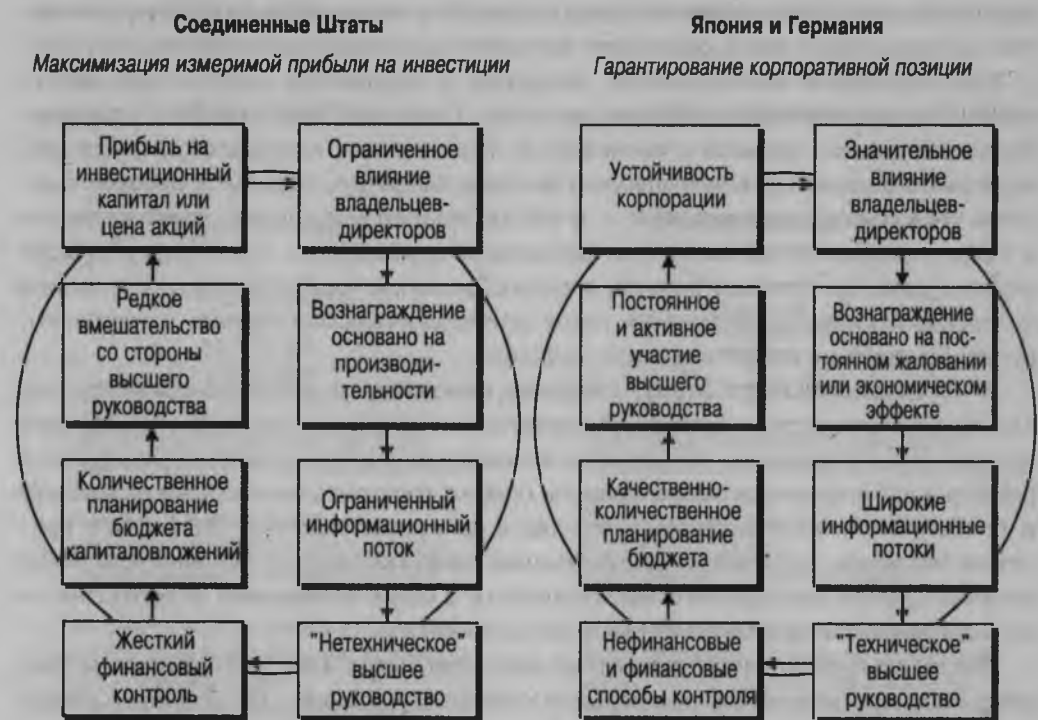 Соединенные Штаты
Максимизация измеримой прибыли на инвестиции
Прибыль на
инвестиционный
капитал или
цена акций
Ограниченное
влияние
владельцев-
директоров
Редкое
вмешательство
со стороны
высшего
руководства
Вознаграждение
основано на
производи-
тельности
Количественное
планирование
бюджета
капиталовложений
Ограниченный
информационный
поток
Жесткий
финансовый
контроль
"Нетехническое"
высшее
руководство
Япония и Германия
Гарантирование корпоративной позиции
Устойчивость
корпорации
Значительное
влияние
владельцев-
директоров
Постоянное
и активное
участие
высшего
руководства
Вознаграждение
основано на пос-
тоянном жаловании
или экономическом
эффекте
Качественно-
количественное
планирование
бюджета
Широкие
информационные
потоки
Нефинансовые
и финансовые
способы контроля
"Техническое"
высшее
руководство